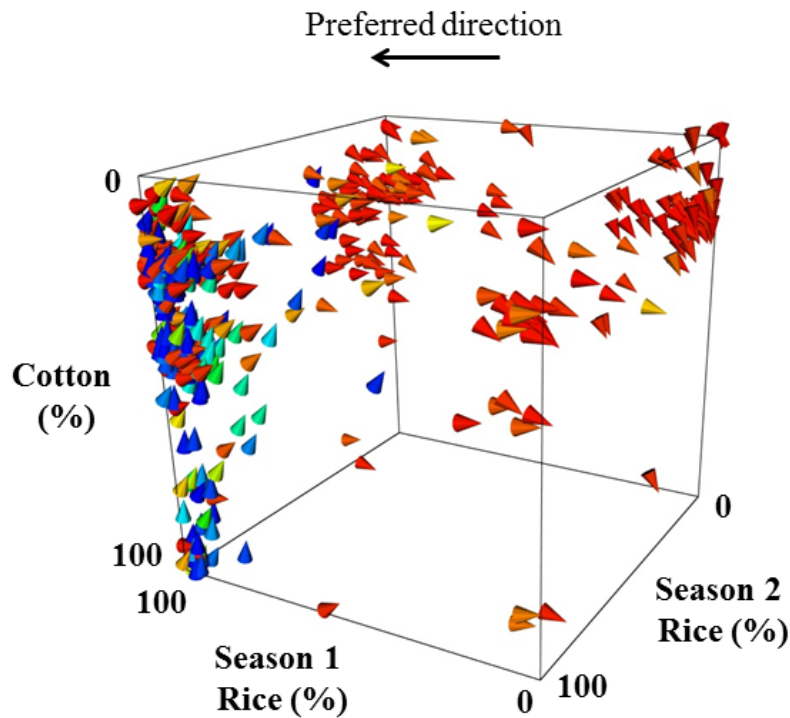 Preferred direction
0
Cotton
(%)
100
100
Season 1
Rice (%)
0
100
Season 2
Rice (%)
0